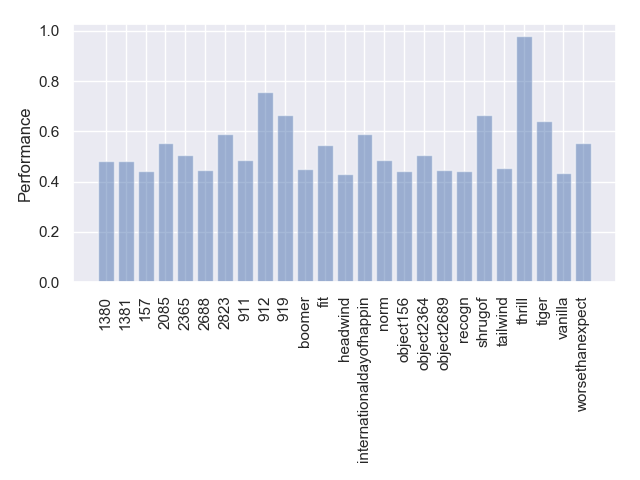 1.0
0.8
0.6
0.4
0.2
0.0
Performance
1380
1381
157
2085
2365
2688
2823
911
912
919
boomer
fit
headwind
internationaldayofhappin
norm
object156
object2364
object2689
recogn
shrugof
tailwind
thrill
tiger
vanilla
worsethanexpect